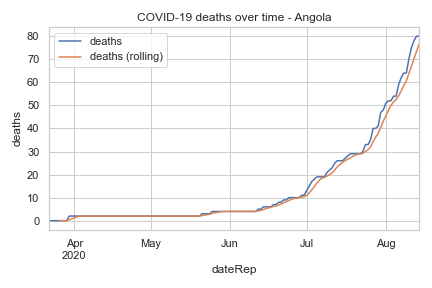 COVID-19 deaths over time - Angola
deaths
deaths (rolling)
80
70
60
50
40
30
20
10
0
deaths
Apr
2020
May
Jun
Jul
Aug
dateRep